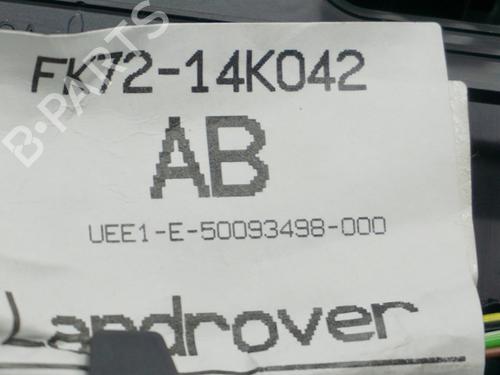 FK72-14K042
AB
UEE1-E-50093498-000
Landrover
B-PARTS